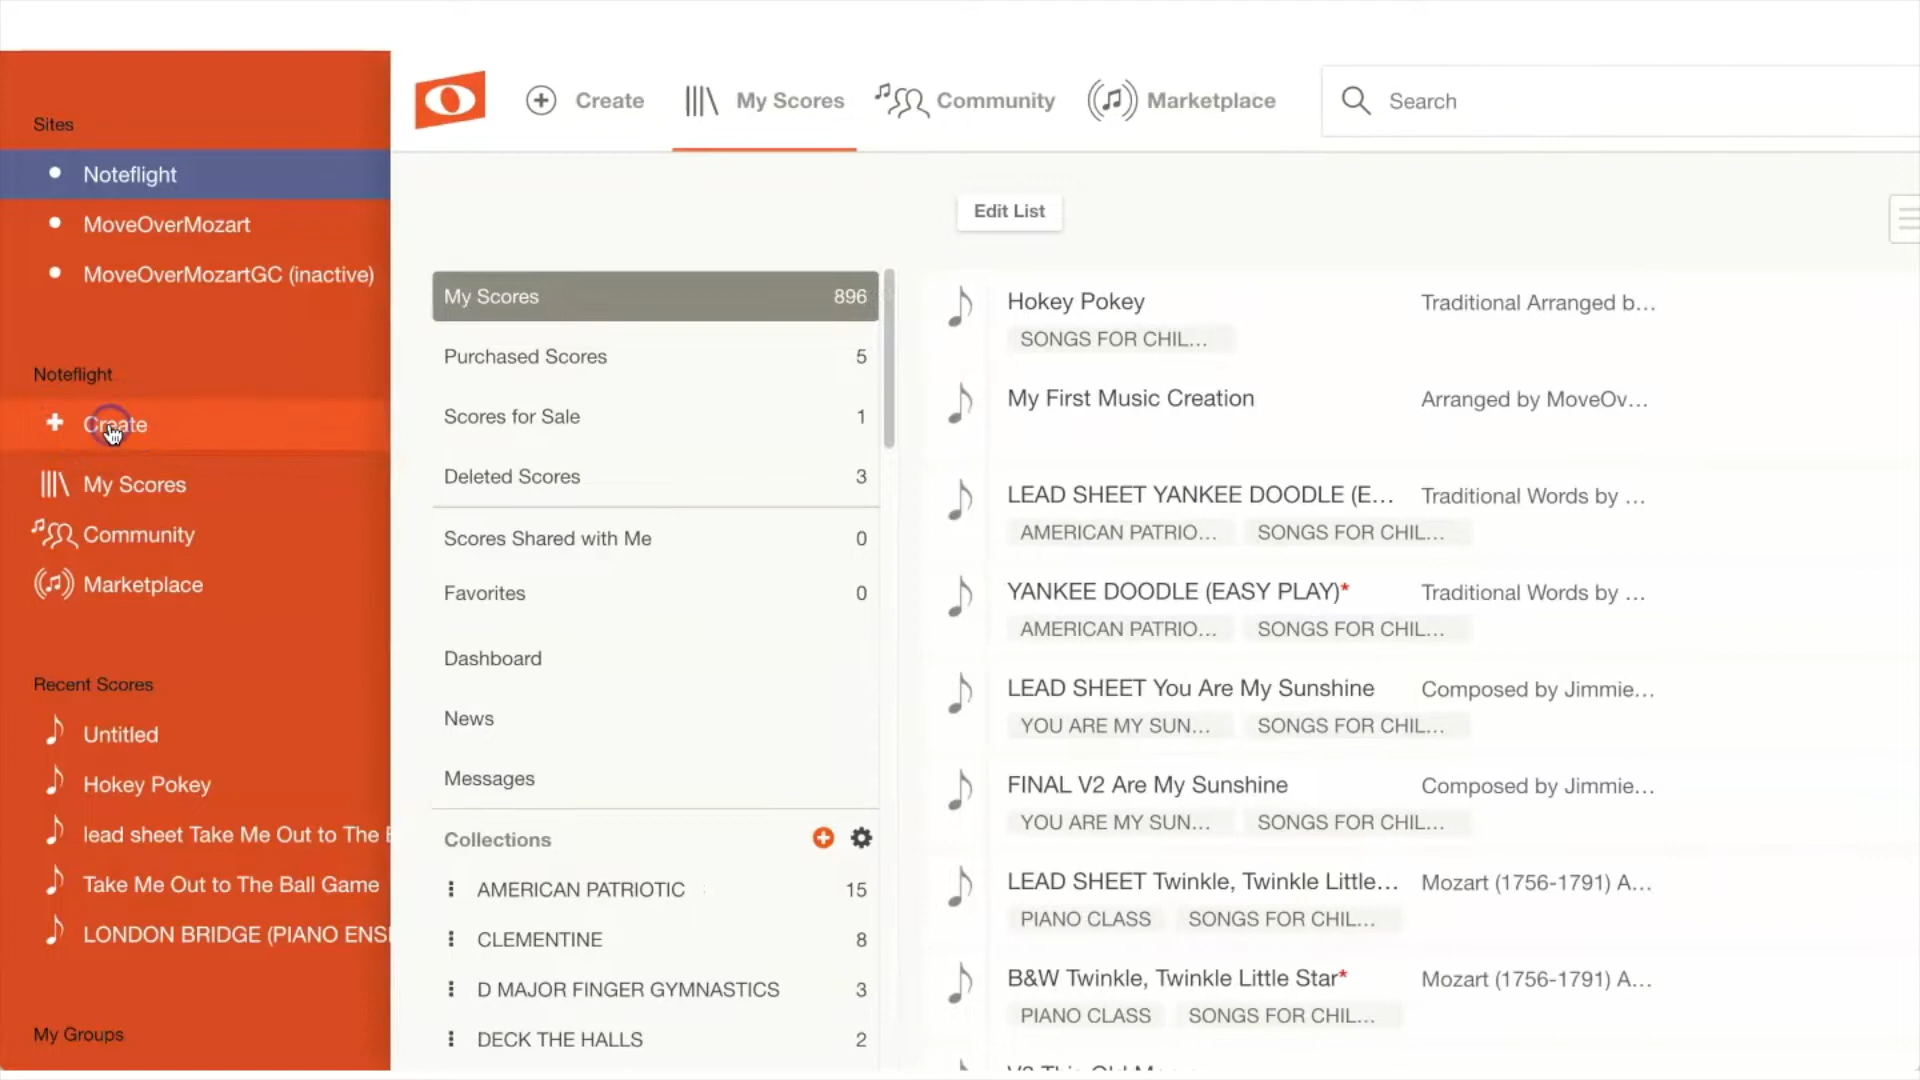 Create
My Scores
Community
Marketplace
Search
Sites
Noteflight
MoveOverMozart
MoveOverMozartGC (inactive)
Noteflight
Create
My Scores
Community
Marketplace
Recent Scores
Untitled
Hokey Pokey
lead sheet Take Me Out to The
Take Me Out to The Ball Game
LONDON BRIDGE (PIANO
My Groups
Edit List
My Scores 896
Purchased Scores 5
Scores for Sale 1
Deleted Scores 3
Scores Shared with Me 0
Favorites 0
Dashboard
News
Messages
Collections
AMERICAN PATRIOTIC 15
CLEMENTINE 8
D MAJOR FINGER GYMNASTICS 3
DECK THE HALLS 2
Hokey Pokey Traditional Arranged b...
SONGS FOR CHIL...
My First Music Creation Arranged by MoveOv...
LEAD SHEET YANKEE DOODLE (E... Traditional Words by ...
AMERICAN PATRIO... SONGS FOR CHIL...
YANKEE DOODLE (EASY PLAY)* Traditional Words by ...
AMERICAN PATRIO... SONGS FOR CHIL...
LEAD SHEET You Are My Sunshine Composed by Jimmie...
YOU ARE MY SUN... SONGS FOR CHIL...
FINAL V2 Are My Sunshine Composed by Jimmie...
YOU ARE MY SUN... SONGS FOR CHIL...
LEAD SHEET Twinkle, Twinkle Little... Mozart (1756-1791) A...
PIANO CLASS SONGS FOR CHIL...
B&W Twinkle, Twinkle Little Star* Mozart (1756-1791) A...
PIANO CLASS SONGS FOR CHIL...